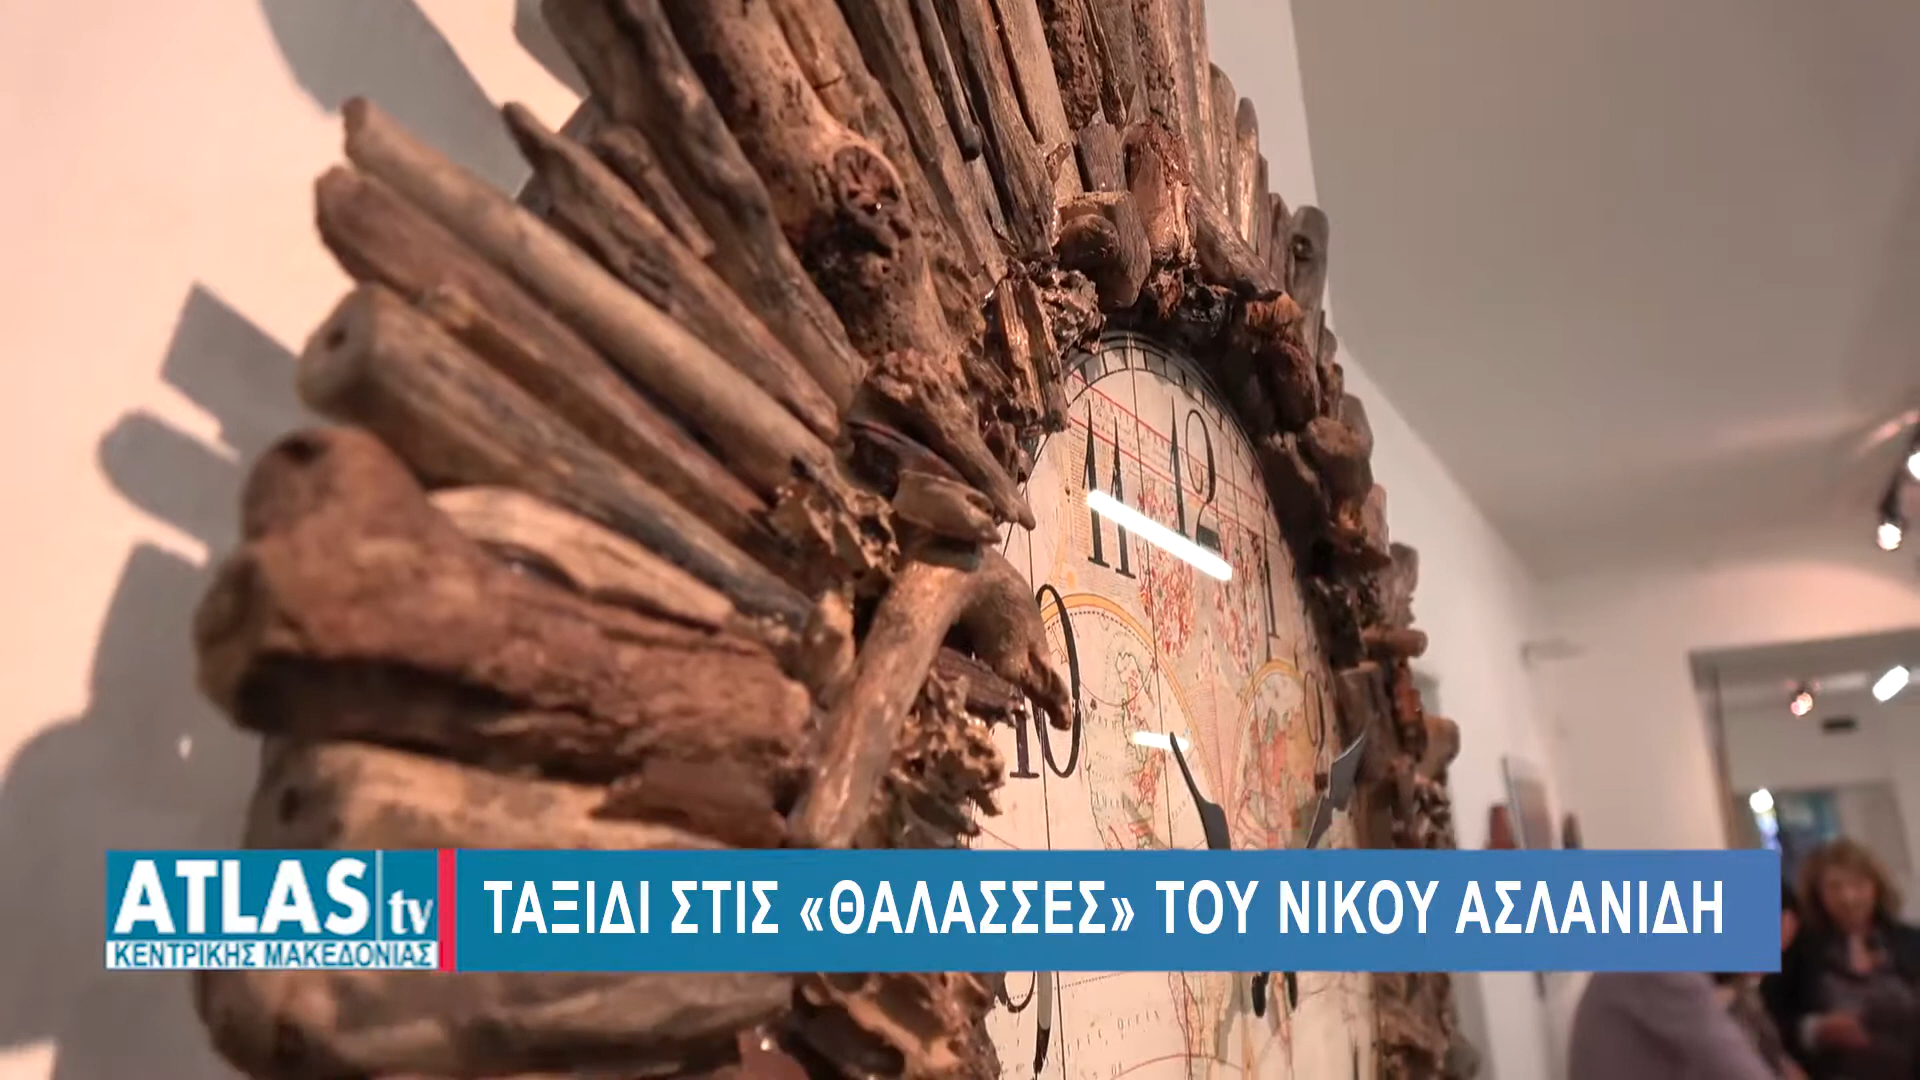 11
12
1
10
ATLAS tv
ΚΕΝΤΡΙΚΗΣ ΜΑΚΕΔΟΝΙΑΣ
ΤΑΞΙΔΙ ΣΤΙΣ «ΘΑΛΑΣΣΕΣ» ΤΟΥ ΝΙΚΟΥ ΑΣΛΑΝΙΔΗ